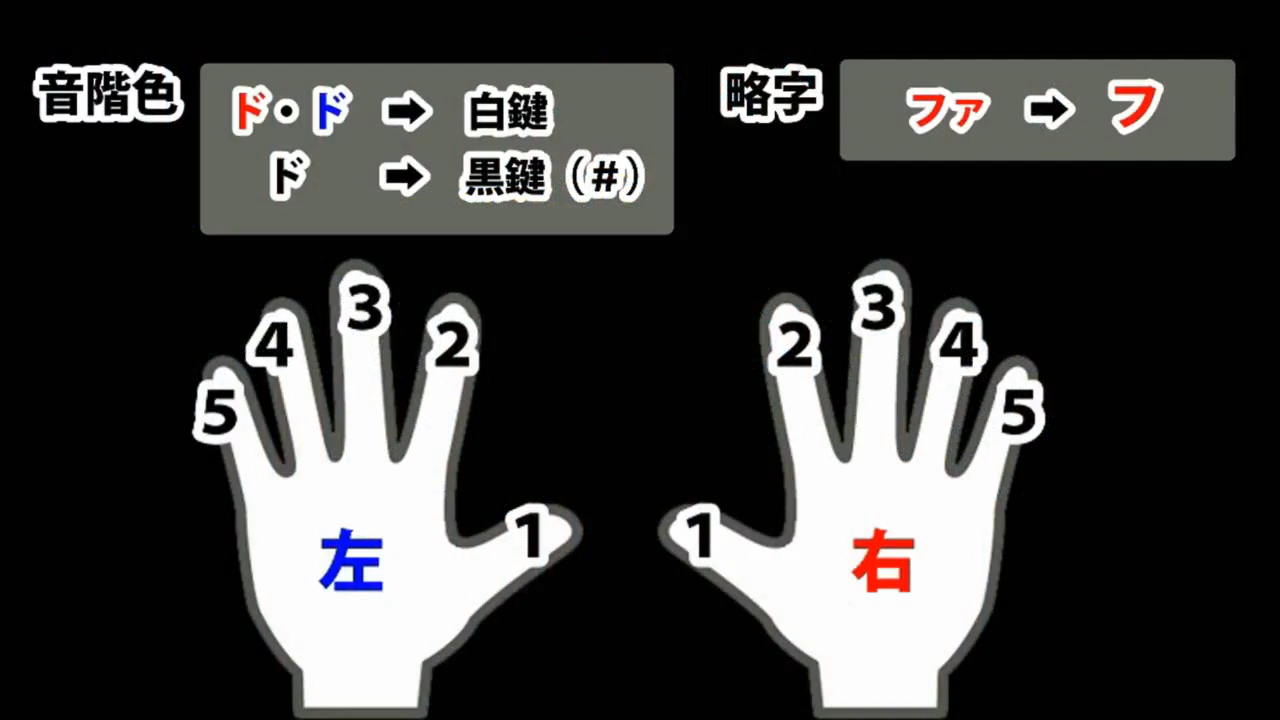 音階色
ド・ド ➡ 白鍵
ド ➡ 黒鍵（#）
略字
ファ ➡ フ
5 4 3 2 1
左
1 2 3 4 5
右